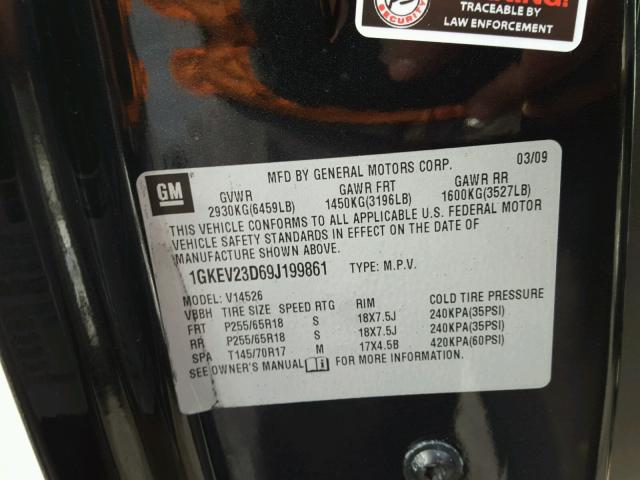 SECURITY
TRACEABLE BY
LAW ENFORCEMENT
GM
MFD BY GENERAL MOTORS CORP. 03/09
GVWR GAWR FRT GAWR RR
2930KG(6459LB) 1450KG(3196LB) 1600KG(3527LB)
THIS VEHICLE CONFORMS TO ALL APPLICABLE U.S. FEDERAL MOTOR
VEHICLE SAFETY STANDARDS IN EFFECT ON THE DATE OF
MANUFACTURE SHOWN ABOVE.
1GKEV23D69J199861 TYPE: M.P.V.
MODEL: V14526
VBBH TIRE SIZE SPEED RTG RIM COLD TIRE PRESSURE
FRT P255/65R18 S 18X7.5J 240KPA(35PSI)
RR P255/65R18 S 18X7.5J 240KPA(35PSI)
SPA T145/70R17 M 17X4.5B 420KPA(60PSI)
SEE OWNER'S MANUAL FOR MORE INFORMATION.